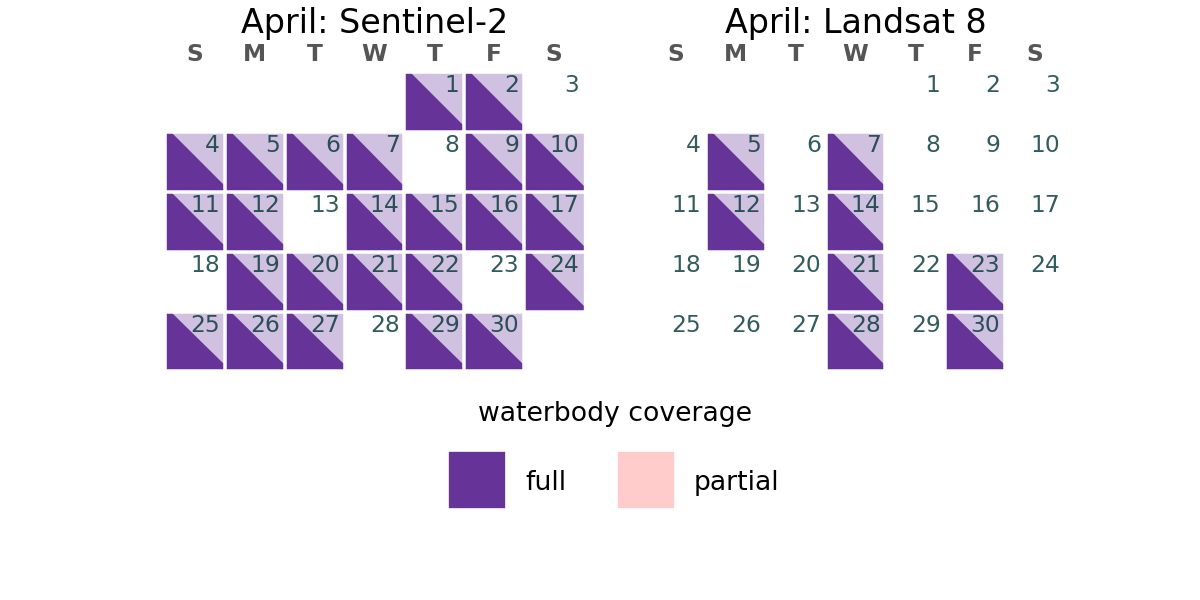 April: Sentinel-2
S M T W T F S
1 2 3
4 5 6 7 8 9 10
11 12 13 14 15 16 17
18 19 20 21 22 23 24
25 26 27 28 29 30
April: Landsat 8
S M T W T F S
1 2 3
4 5 6 7 8 9 10
11 12 13 14 15 16 17
18 19 20 21 22 23 24
25 26 27 28 29 30
waterbody coverage
full
partial